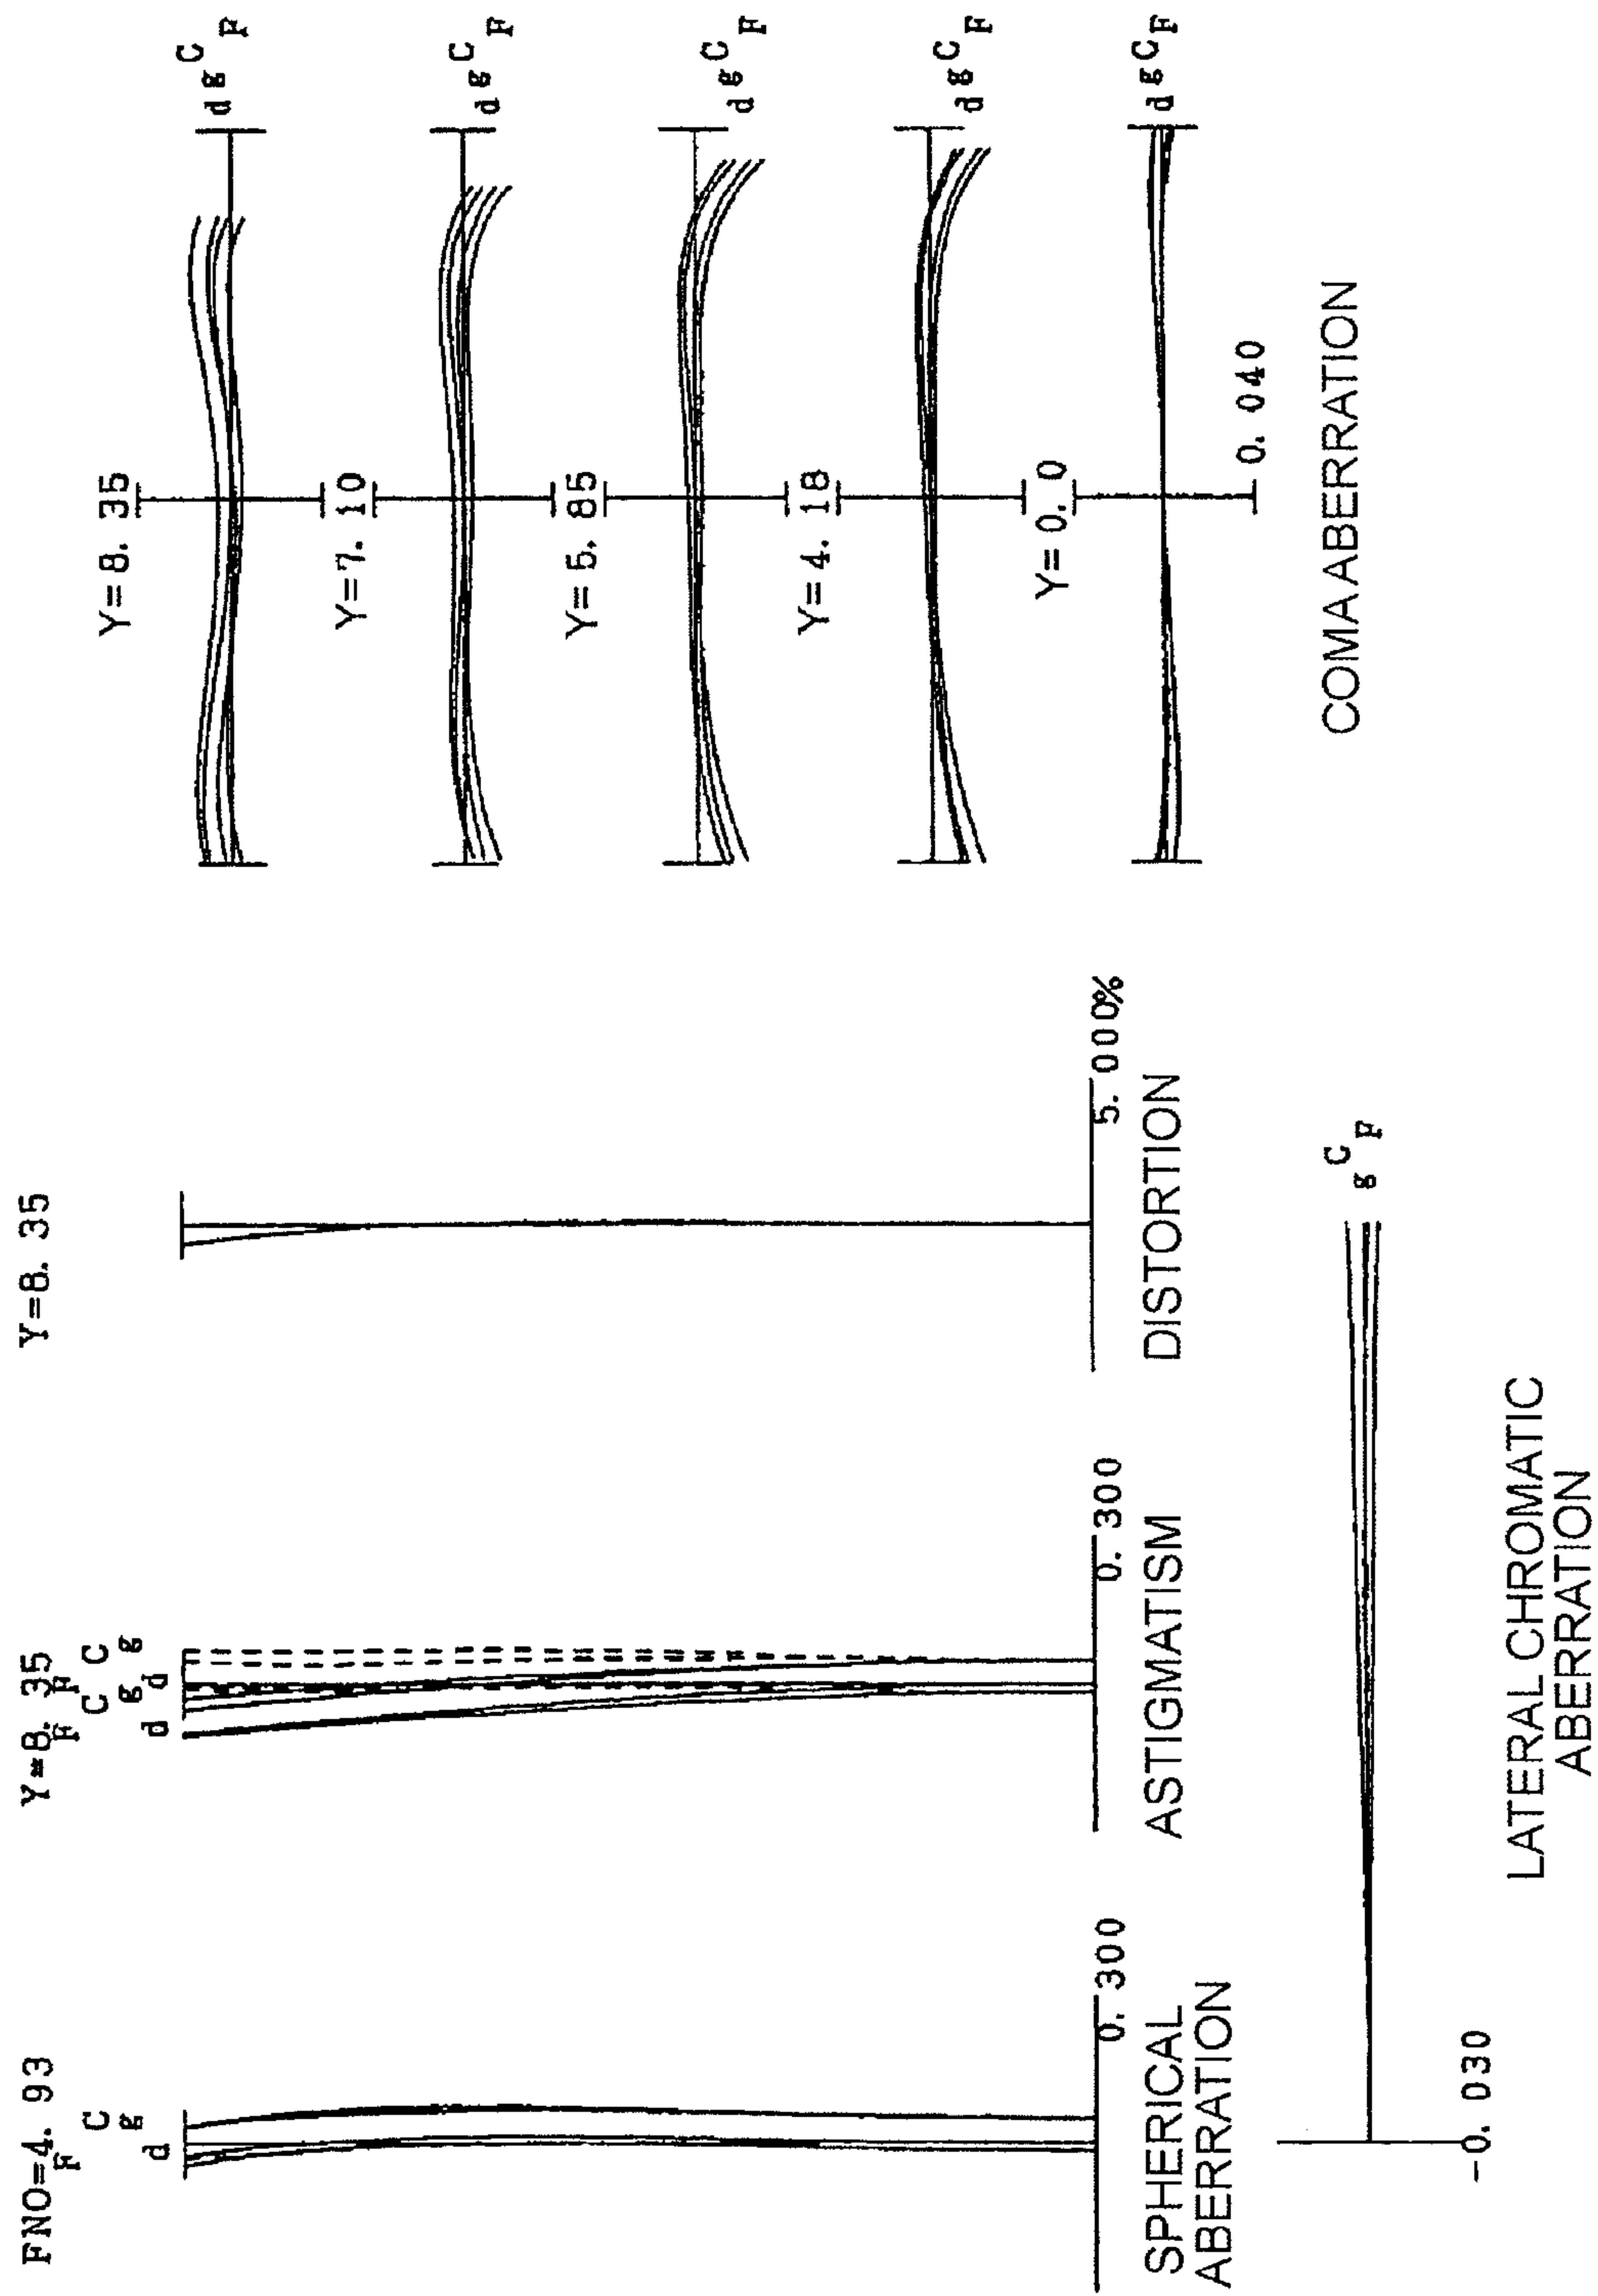 FNO=4. 93
F
C
d
g
0. 300
SPHERICAL
ABERRATION
Y=8. 35
F
F
C
C
d
g
d
g
0. 300
ASTIGMATISM
Y=8. 35
5. 000%
DISTORTION
Y=8. 35
C
d g
F
Y=7. 10
C
d g
F
Y=5. 85
C
d g
F
Y=4. 18
C
d g
F
Y=0. 0
C
d g
F
0. 040
COMA ABERRATION
C
g
F
-0. 030
LATERAL CHROMATIC
ABERRATION